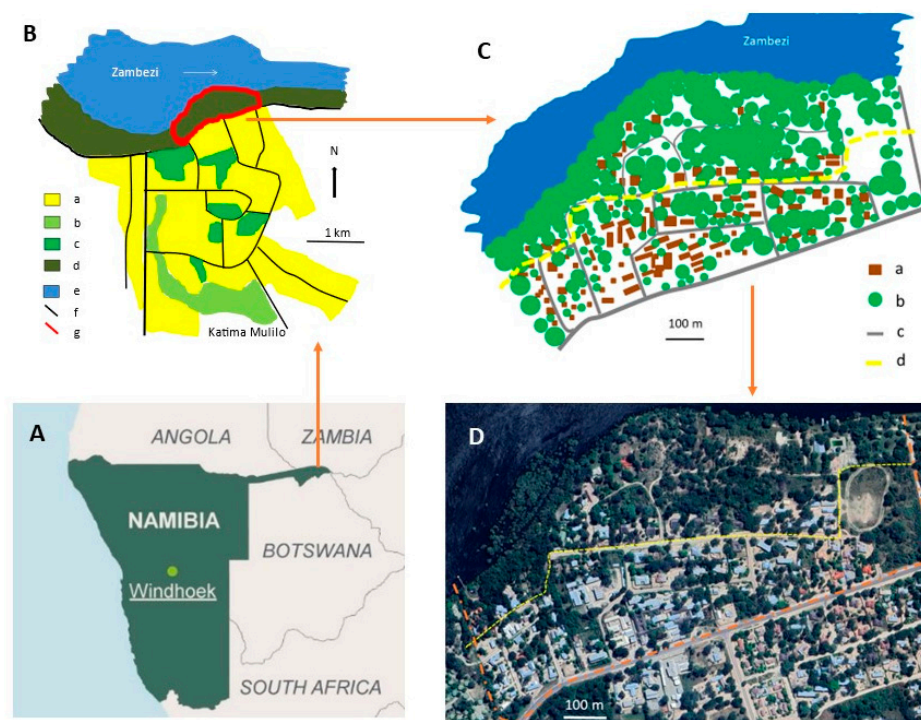 B
Zambezi
N
a
b
c
d
e
f
g
1 km
Katima Mulilo
C
Zambezi
a
b
c
d
100 m
A
ANGOLA
ZAMBIA
NAMIBIA
Windhoek
BOTSWANA
SOUTH AFRICA
D
100 m